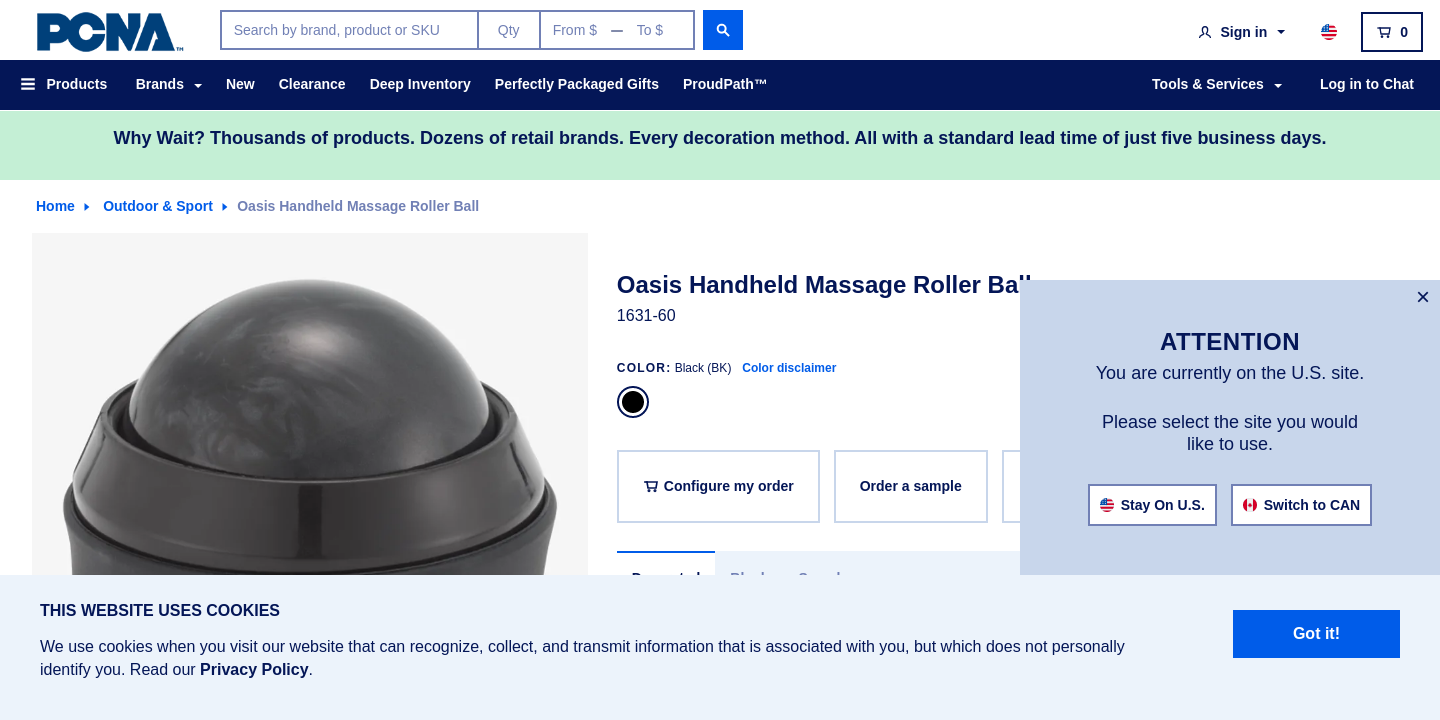 PCNA™
Search by brand, product or SKU
Qty
From $
To $
Sign in
0
Products
Brands
New
Clearance
Deep Inventory
Perfectly Packaged Gifts
ProudPath™
Tools & Services
Log in to Chat
Why Wait? Thousands of products. Dozens of retail brands. Every decoration method. All with a standard lead time of just five business days.
Home
Outdoor & Sport
Oasis Handheld Massage Roller Ball
Oasis Handheld Massage Roller Ball
1631-60
COLOR: Black (BK) Color disclaimer
Configure my order
Order a sample
ATTENTION
You are currently on the U.S. site.
Please select the site you would
like to use.
Stay On U.S.
Switch to CAN
THIS WEBSITE USES COOKIES
We use cookies when you visit our website that can recognize, collect, and transmit information that is associated with you, but which does not personally
identify you. Read our Privacy Policy.
Got it!